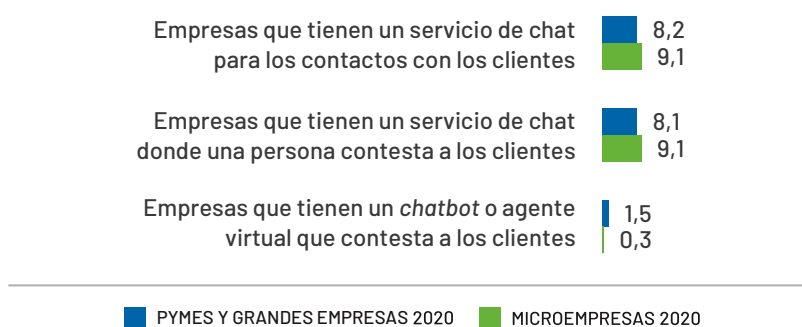 Empresas que tienen un servicio de chat
para los contactos con los clientes
8,2
9,1
Empresas que tienen un servicio de chat
donde una persona contesta a los clientes
8,1
9,1
Empresas que tienen un chatbot o agente
virtual que contesta a los clientes
1,5
0,3
PYMES Y GRANDES EMPRESAS 2020
MICROEMPRESAS 2020